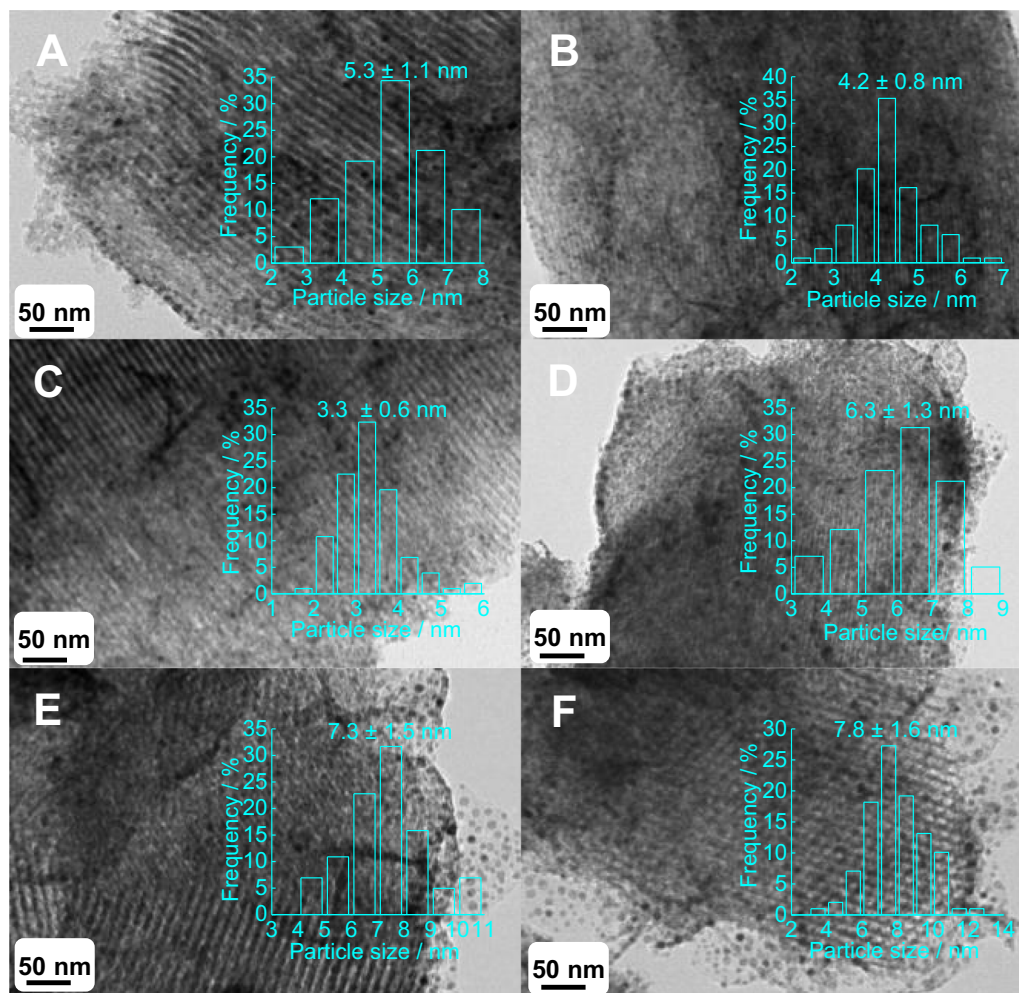 A
5.3 ± 1.1 nm
Frequency / %
35
30
25
20
15
10
5
0
2 3 4 5 6 7 8
Particle size / nm
50 nm
B
4.2 ± 0.8 nm
Frequency / %
40
35
30
25
20
15
10
5
0
2 3 4 5 6 7
Particle size / nm
50 nm
C
3.3 ± 0.6 nm
Frequency / %
35
30
25
20
15
10
5
0
1 2 3 4 5 6
Particle size / nm
50 nm
D
6.3 ± 1.3 nm
Frequency / %
35
30
25
20
15
10
5
0
3 4 5 6 7 8 9
Particle size/ nm
50 nm
E
7.3 ± 1.5 nm
Frequency / %
35
30
25
20
15
10
5
0
3 4 5 6 7 8 9 10 11
Particle size / nm
50 nm
F
7.8 ± 1.6 nm
Frequency / %
30
25
20
15
10
5
0
2 4 6 8 10 12 14
Particle size / nm
50 nm